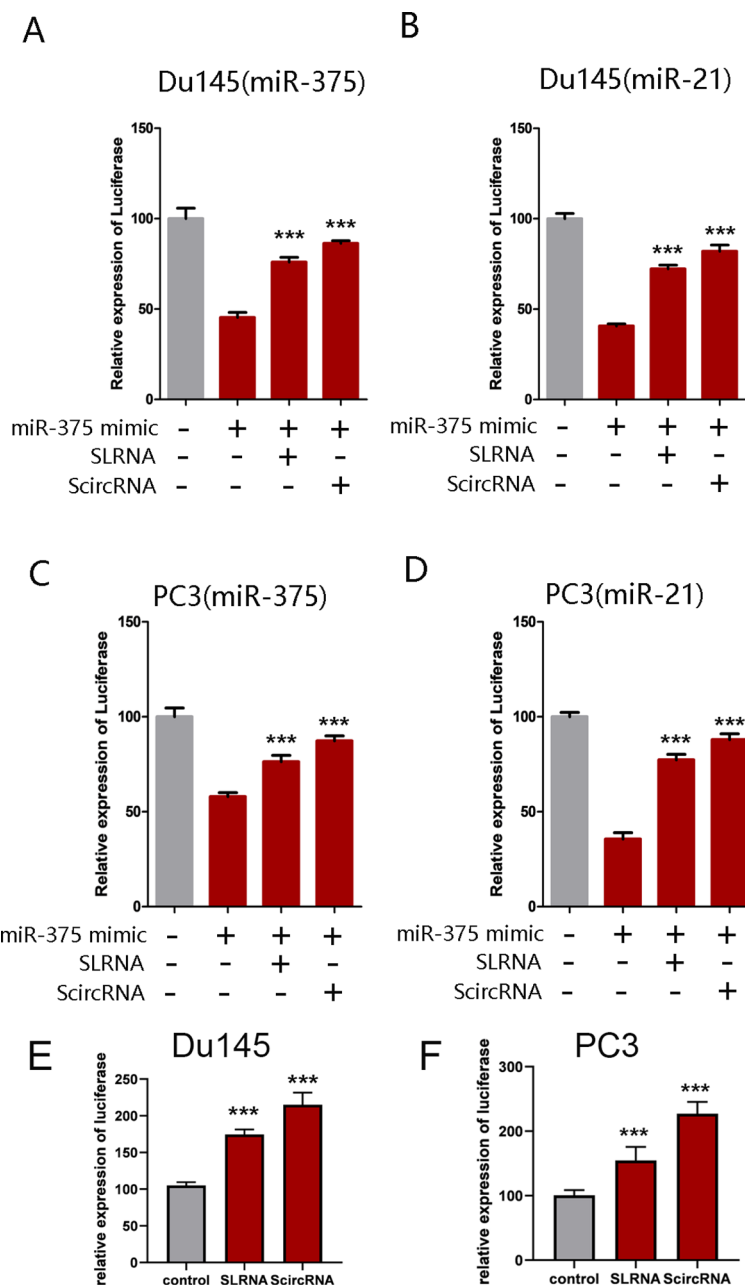 A
Du145(miR-375)
Relative expression of Luciferase
150
100
50
0
***
***
miR-375 mimic - + + +
SLRNA - - + -
ScircRNA - - - +
B
Du145(miR-21)
Relative expression of Luciferase
150
100
50
0
***
***
miR-375 mimic - + + +
SLRNA - - + -
ScircRNA - - - +
C
PC3(miR-375)
Relative expression of Luciferase
150
100
50
0
***
***
miR-375 mimic - + + +
SLRNA - - + -
ScircRNA - - - +
D
PC3(miR-21)
Relative expression of Luciferase
150
100
50
0
***
***
miR-375 mimic - + + +
SLRNA - - + -
ScircRNA - - - +
E
Du145
relative expression of luciferase
250
200
150
100
50
0
***
***
control SLRNA ScircRNA
F
PC3
relative expression of luciferase
300
200
100
0
***
***
control SLRNA ScircRNA